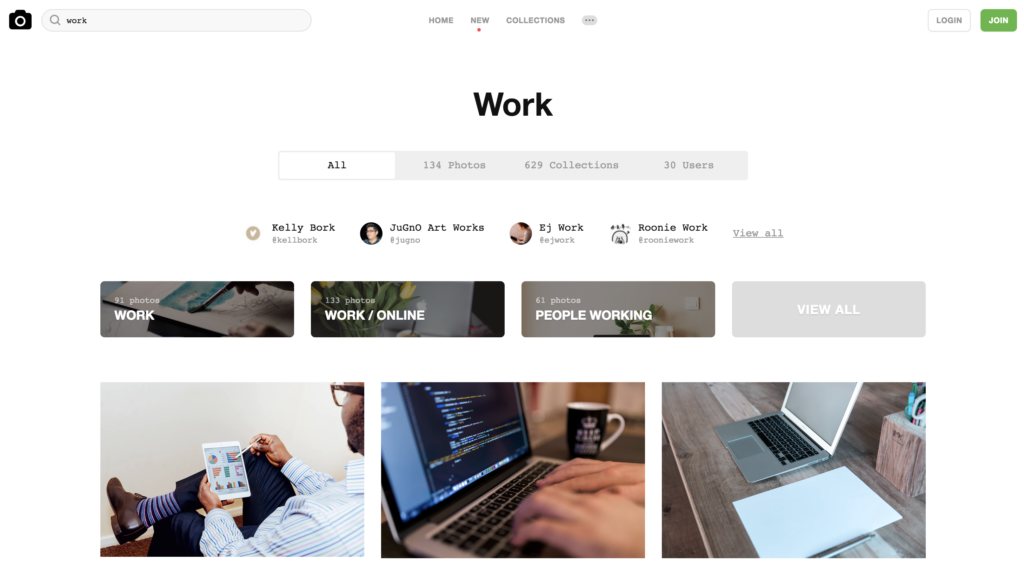 work
HOME NEW COLLECTIONS
LOGIN JOIN
Work
All 134 Photos 629 Collections 30 Users
Kelly Bork
@kellbork
JuGnO Art Works
@jugno
Ej Work
@ejwork
Roonie Work
@rooniework
View all
91 photos
WORK
133 photos
WORK / ONLINE
61 photos
PEOPLE WORKING
VIEW ALL